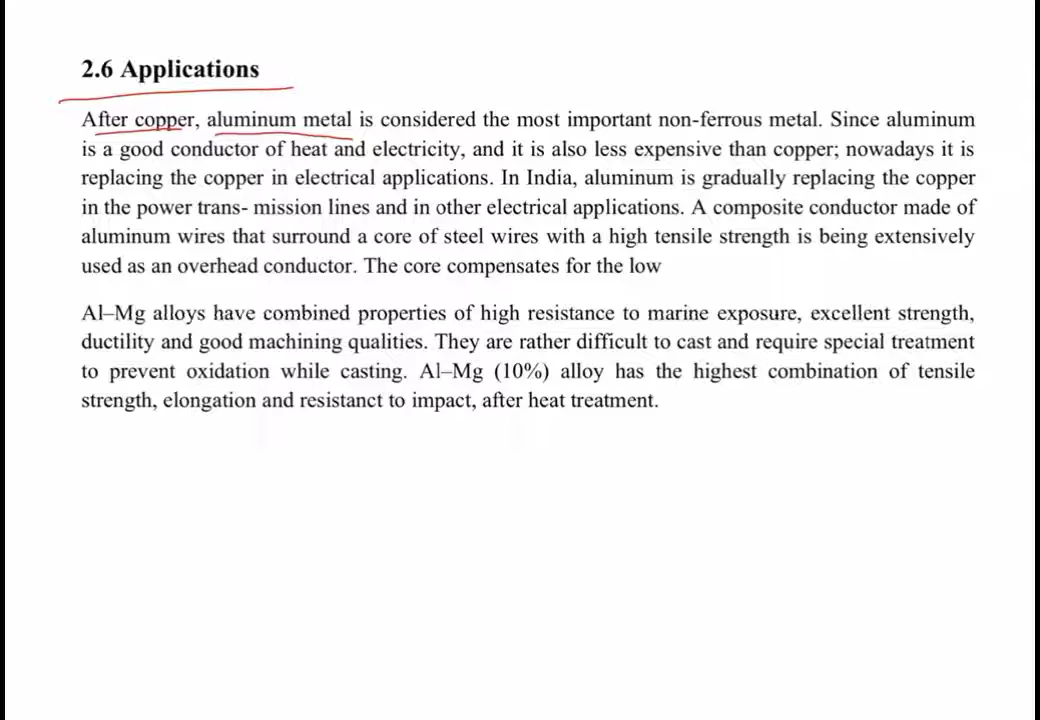 2.6 Applications
After copper, aluminum metal is considered the most important non-ferrous metal. Since aluminum
is a good conductor of heat and electricity, and it is also less expensive than copper; nowadays it is
replacing the copper in electrical applications. In India, aluminum is gradually replacing the copper
in the power trans- mission lines and in other electrical applications. A composite conductor made of
aluminum wires that surround a core of steel wires with a high tensile strength is being extensively
used as an overhead conductor. The core compensates for the low
Al–Mg alloys have combined properties of high resistance to marine exposure, excellent strength,
ductility and good machining qualities. They are rather difficult to cast and require special treatment
to prevent oxidation while casting. Al–Mg (10%) alloy has the highest combination of tensile
strength, elongation and resistanct to impact, after heat treatment.